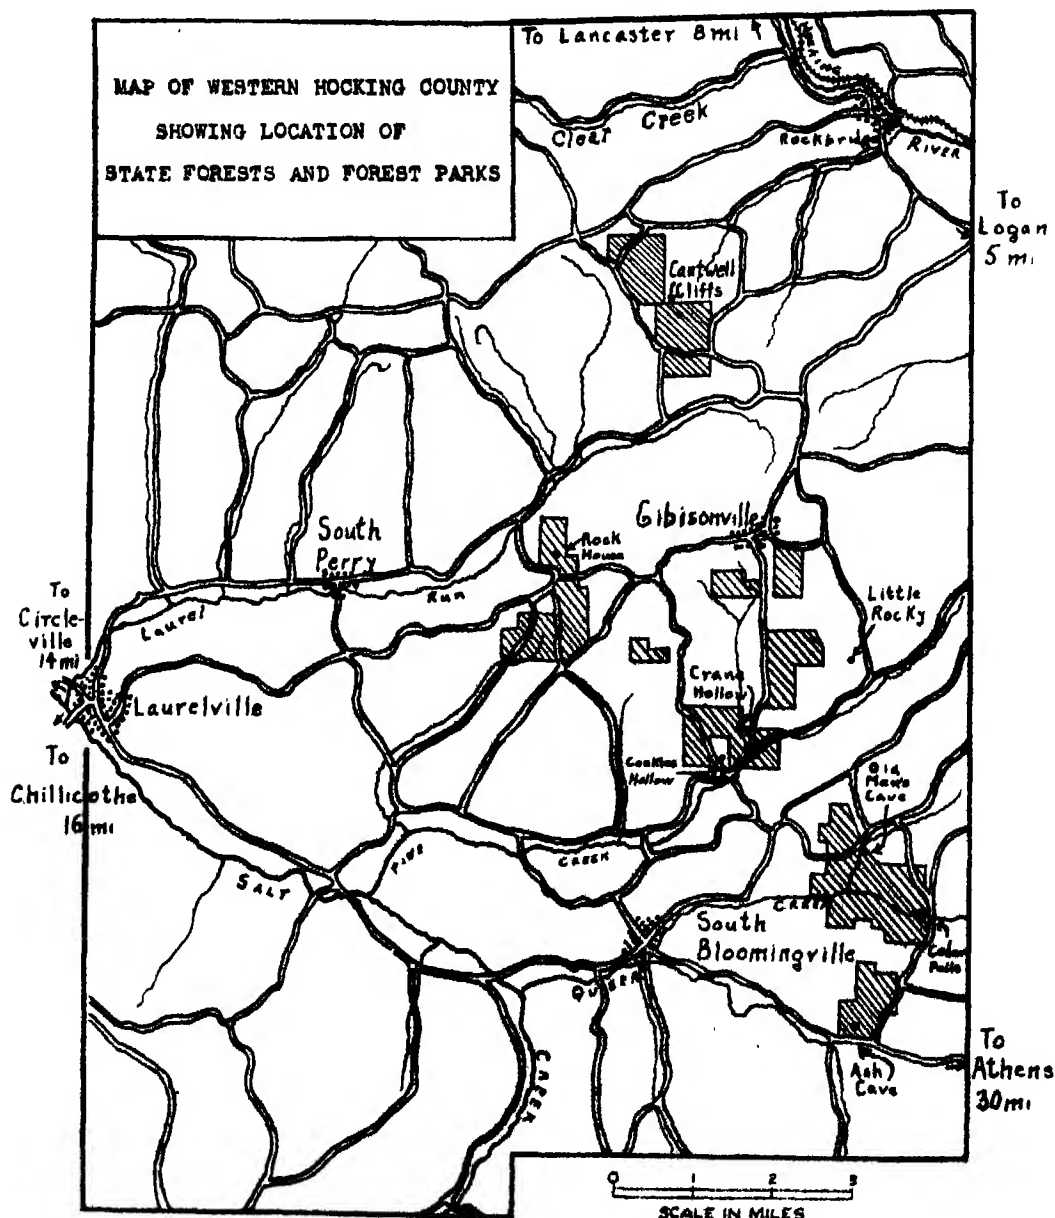 MAP OF WESTERN HOCKING COUNTY
SHOWING LOCATION OF
STATE FORESTS AND FOREST PARKS
To Lancaster 8 mi
HOCKING
Clear Creek
Rockbridge
RIVER
To
Logan
5 mi
Cantwell
Cliffs
South
Perry
Gibisonville
Rock
House
To
Circle-
ville
14 mi
Laurel Run
Little
Rocky
Laurelville
Crane
Hollow
To
Chillicothe
16 mi
Conkles
Hollow
Old
Man's
Cave
PINE CREEK
SALT
CREEK
South
Bloomingville
Cedar
Falls
QUEER
CREEK
To
Athens
30 mi
Ash
Cave
0 1 2 3
SCALE IN MILES